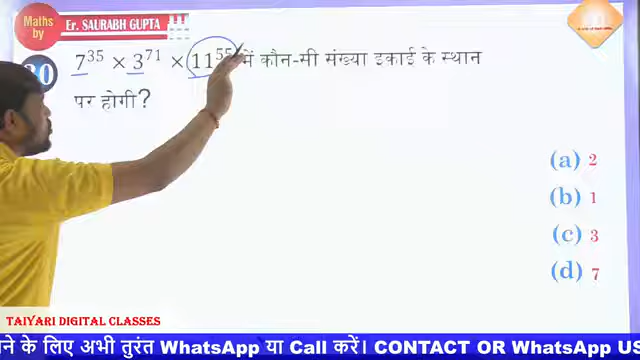 Maths
by
Er. SAURABH GUPTA
30
7³⁵ × 3⁷¹ × 11⁵⁵ में कौन-सी संख्या इकाई के स्थान
पर होगी?
(a) 2
(b) 1
(c) 3
(d) 7
TAIYARI DIGITAL CLASSES
ने के लिए अभी तुरंत WhatsApp या Call करें। CONTACT OR WhatsApp US